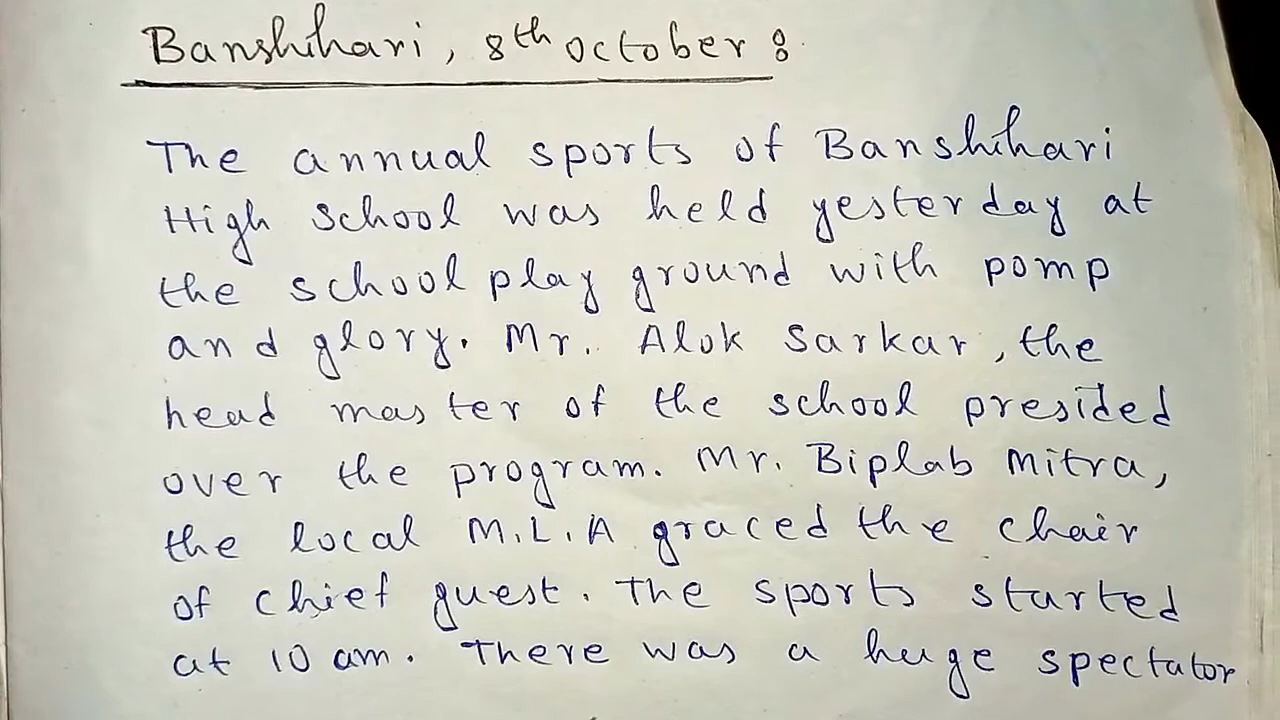 Banshihari, 8th october :
The annual sports of Banshihari
High school was held yesterday at
the school play ground with pomp
and glory. Mr. Alok Sarkar, the
head master of the school presided
over the program. Mr. Biplab Mitra,
the local M.L.A graced the chair
of chief guest. The sports started
at 10 am. There was a huge spectator